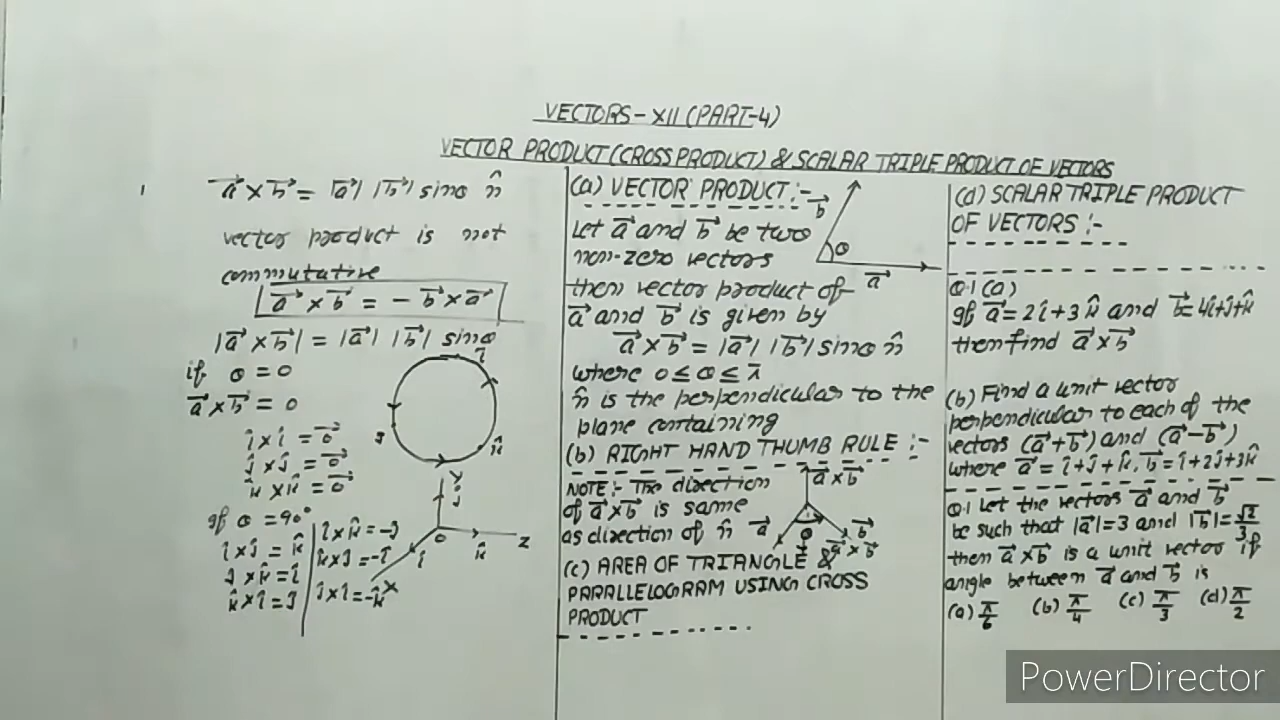 VECTORS – XII (PART-4)
VECTOR PRODUCT (CROSS PRODUCT) & SCALAR TRIPLE PRODUCT OF VECTORS
a⃗ × b⃗ = |a⃗| |b⃗| sinθ n̂
vector product is not
commutative
a⃗ × b⃗ = - b⃗ × a⃗
|a⃗ × b⃗| = |a⃗| |b⃗| sinθ
if θ = 0
a⃗ × b⃗ = 0
î × î = 0⃗
ĵ × ĵ = 0⃗
k̂ × k̂ = 0⃗
gf θ = 90°
î × ĵ = k̂
ĵ × k̂ = î
k̂ × î = ĵ
î × k̂ = -ĵ
k̂ × ĵ = -î
ĵ × î = -k̂
î
ĵ
k̂
Y
ĵ
O
k̂
Z
î
X
(a) VECTOR PRODUCT :-
Let a⃗ and b⃗ be two
non-zero vectors
then vector product of
a⃗ and b⃗ is given by
a⃗ × b⃗ = |a⃗| |b⃗| sinθ n̂
where 0 ≤ θ ≤ π
n̂ is the perpendicular to the
plane containing
b⃗
θ
a⃗
(b) RIGHT HAND THUMB RULE :-
NOTE :- The direction
of a⃗ × b⃗ is same
as direction of n̂
a⃗ × b⃗
a⃗
b⃗
θ
a⃗ × b⃗
(c) AREA OF TRIANGLE &
PARALLELOGRAM USING CROSS
PRODUCT
(d) SCALAR TRIPLE PRODUCT
OF VECTORS :-
Q.1 (a)
gf a⃗ = 2î + 3k̂ and b⃗ = 4î + ĵ + k̂
then find a⃗ × b⃗
(b) Find a unit vector
perpendicular to each of the
vectors (a⃗ + b⃗) and (a⃗ - b⃗)
where a⃗ = î + ĵ + k̂, b⃗ = î + 2ĵ + 3k̂
Q.1 Let the vectors a⃗ and b⃗
be such that |a⃗| = 3 and |b⃗| = √2/3
then a⃗ × b⃗ is a unit vector if
angle between a⃗ and b⃗ is
(a) π/6 (b) π/4 (c) π/3 (d) π/2
PowerDirector